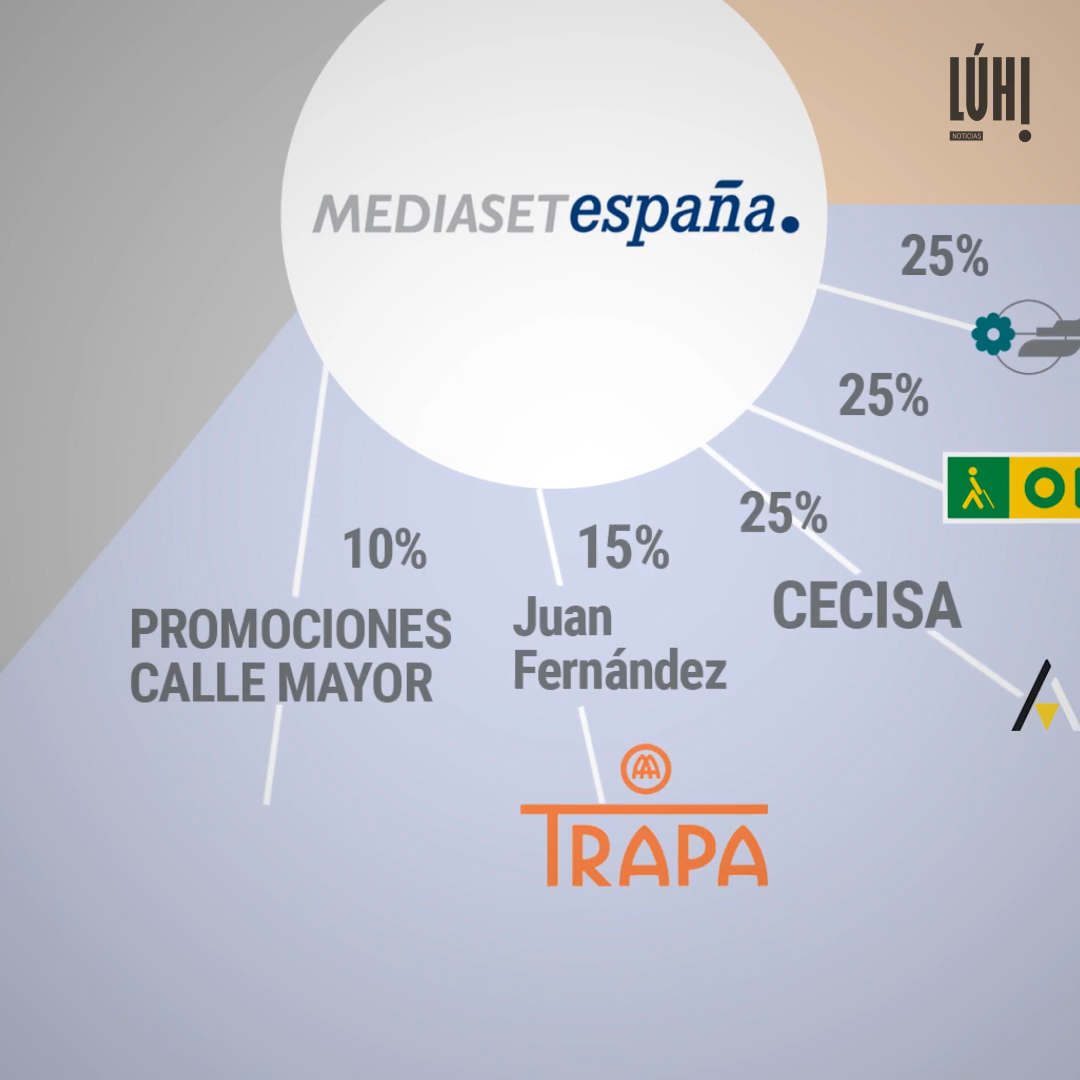 LÚH!
NOTICIAS
MEDIASETespaña.
25%
25%
25%
10%
15%
PROMOCIONES
CALLE MAYOR
Juan
Fernández
CECISA
TRAPA